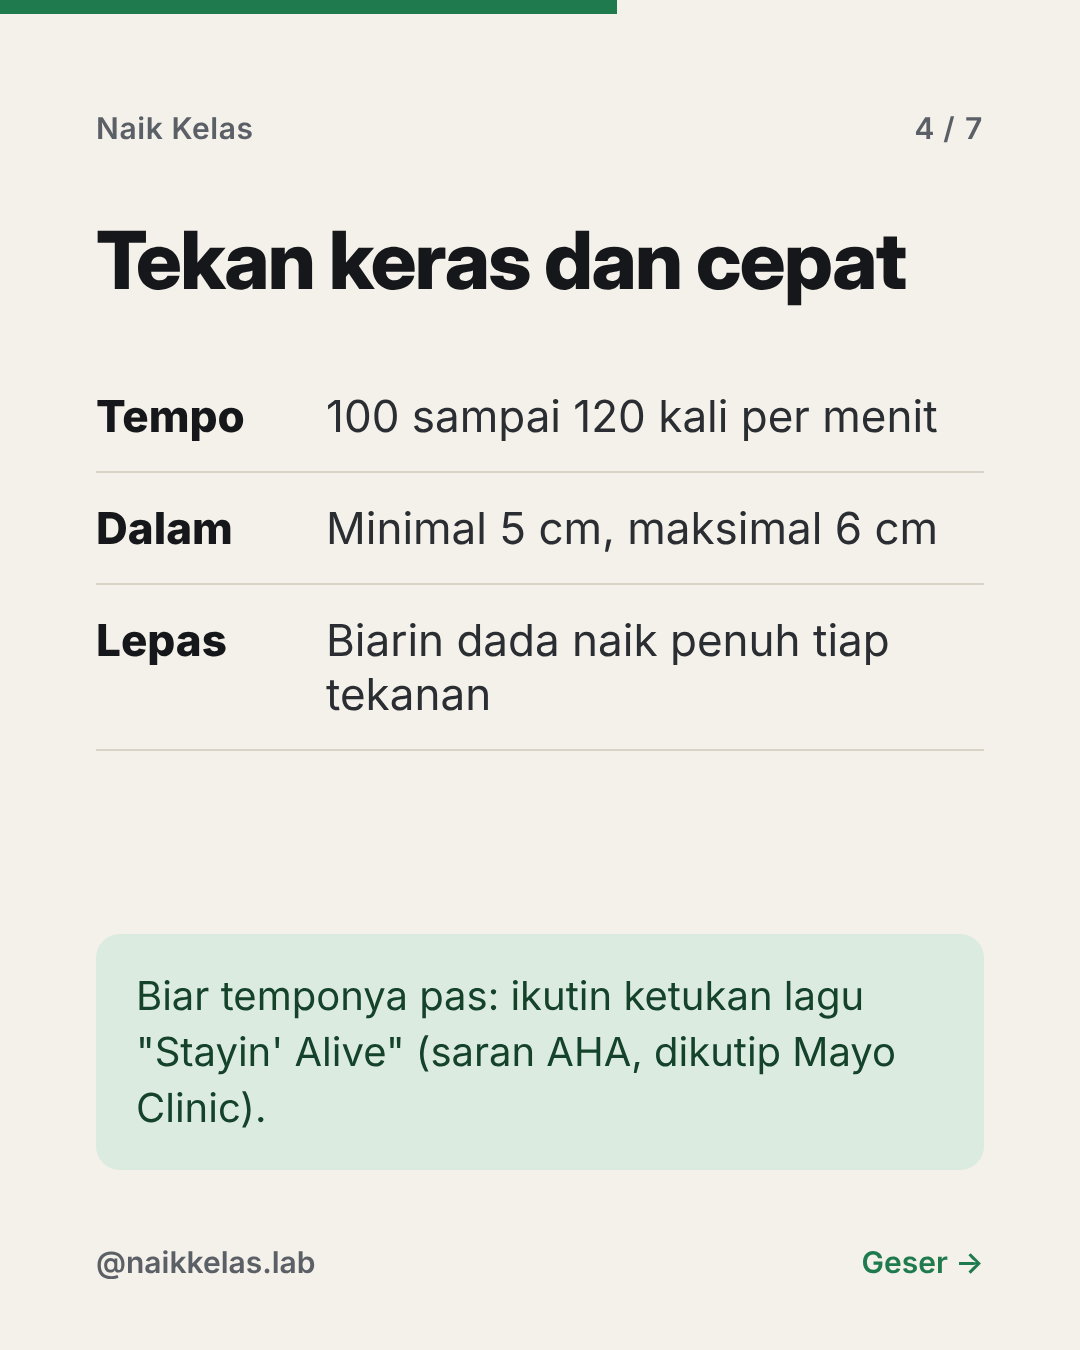 Naik Kelas
4 / 7
Tekan keras dan cepat
Tempo 100 sampai 120 kali per menit
Dalam Minimal 5 cm, maksimal 6 cm
Lepas Biarin dada naik penuh tiap
tekanan
Biar temponya pas: ikutin ketukan lagu
"Stayin' Alive" (saran AHA, dikutip Mayo
Clinic).
@naikkelas.lab
Geser →